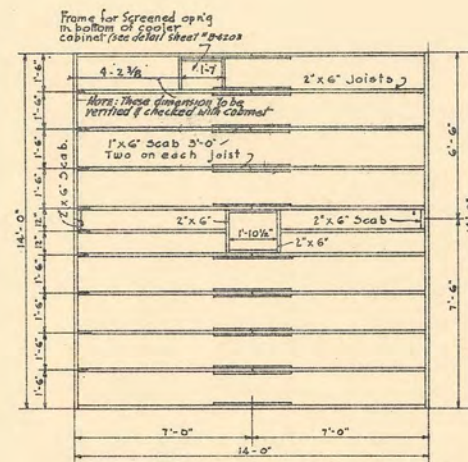 Frame for Screened opn'g
in bottom of cooler
cabinet (see detail sheet #
4'-2 3/8"
1'-7"
2" x 6" Joists
NOTE: These dimension to be
verified & checked with cabinet
1" x 6" Scab 3'-0"
Two on each joist
2" x 6" Scab.
2" x 6"
2" x 6" Scab
1'-10 1/2"
2" x 6"
1'-6"
1'-6"
1'-6"
1'-6"
12"
12"
1'-6"
1'-6"
1'-6"
1'-6"
14'-0"
6'-6"
7'-6"
7'-0"
7'-0"
14'-0"